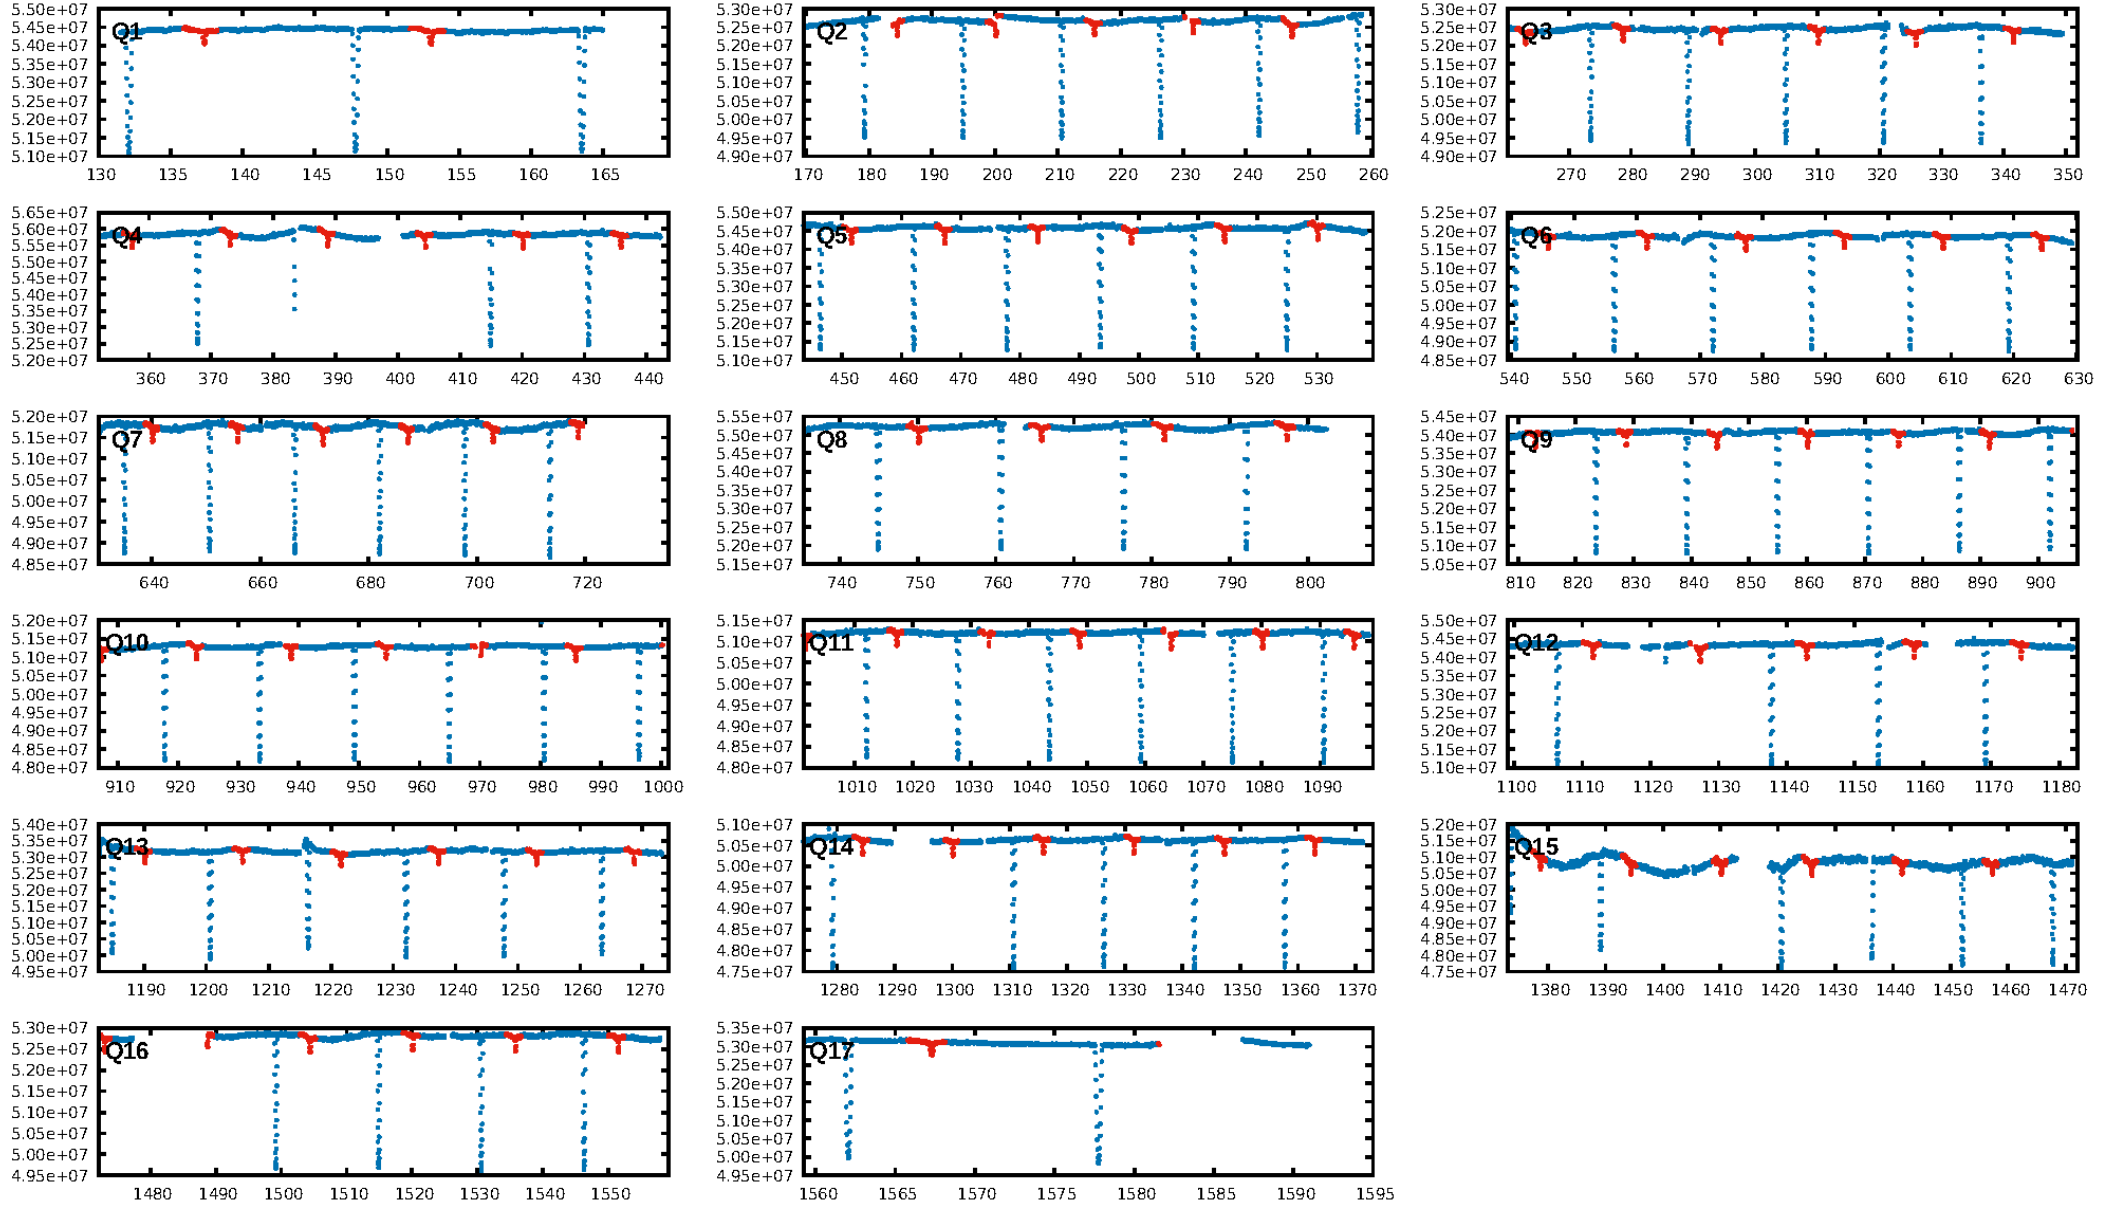 5.50e+07
5.45e+07
5.40e+07
5.35e+07
5.30e+07
5.25e+07
5.20e+07
5.15e+07
5.10e+07
Q1
130 135 140 145 150 155 160 165
5.30e+07
5.25e+07
5.20e+07
5.15e+07
5.10e+07
5.05e+07
5.00e+07
4.95e+07
4.90e+07
Q2
170 180 190 200 210 220 230 240 250 260
5.30e+07
5.25e+07
5.20e+07
5.15e+07
5.10e+07
5.05e+07
5.00e+07
4.95e+07
4.90e+07
Q3
270 280 290 300 310 320 330 340 350
5.65e+07
5.60e+07
5.55e+07
5.50e+07
5.45e+07
5.40e+07
5.35e+07
5.30e+07
5.25e+07
5.20e+07
Q4
360 370 380 390 400 410 420 430 440
5.50e+07
5.45e+07
5.40e+07
5.35e+07
5.30e+07
5.25e+07
5.20e+07
5.15e+07
5.10e+07
Q5
450 460 470 480 490 500 510 520 530
5.25e+07
5.20e+07
5.15e+07
5.10e+07
5.05e+07
5.00e+07
4.95e+07
4.90e+07
4.85e+07
Q6
540 550 560 570 580 590 600 610 620 630
5.20e+07
5.15e+07
5.10e+07
5.05e+07
5.00e+07
4.95e+07
4.90e+07
4.85e+07
Q7
640 660 680 700 720
5.55e+07
5.50e+07
5.45e+07
5.40e+07
5.35e+07
5.30e+07
5.25e+07
5.20e+07
5.15e+07
Q8
740 750 760 770 780 790 800
5.45e+07
5.40e+07
5.35e+07
5.30e+07
5.25e+07
5.20e+07
5.15e+07
5.10e+07
5.05e+07
Q9
810 820 830 840 850 860 870 880 890 900
5.20e+07
5.15e+07
5.10e+07
5.05e+07
5.00e+07
4.95e+07
4.90e+07
4.85e+07
4.80e+07
Q10
910 920 930 940 950 960 970 980 990 1000
5.15e+07
5.10e+07
5.05e+07
5.00e+07
4.95e+07
4.90e+07
4.85e+07
4.80e+07
Q11
1010 1020 1030 1040 1050 1060 1070 1080 1090
5.50e+07
5.45e+07
5.40e+07
5.35e+07
5.30e+07
5.25e+07
5.20e+07
5.15e+07
5.10e+07
Q12
1100 1110 1120 1130 1140 1150 1160 1170 1180
5.40e+07
5.35e+07
5.30e+07
5.25e+07
5.20e+07
5.15e+07
5.10e+07
5.05e+07
5.00e+07
4.95e+07
Q13
1190 1200 1210 1220 1230 1240 1250 1260 1270
5.10e+07
5.05e+07
5.00e+07
4.95e+07
4.90e+07
4.85e+07
4.80e+07
4.75e+07
Q14
1280 1290 1300 1310 1320 1330 1340 1350 1360 1370
5.20e+07
5.15e+07
5.10e+07
5.05e+07
5.00e+07
4.95e+07
4.90e+07
4.85e+07
4.80e+07
4.75e+07
Q15
1380 1390 1400 1410 1420 1430 1440 1450 1460 1470
5.30e+07
5.25e+07
5.20e+07
5.15e+07
5.10e+07
5.05e+07
5.00e+07
4.95e+07
Q16
1480 1490 1500 1510 1520 1530 1540 1550
5.35e+07
5.30e+07
5.25e+07
5.20e+07
5.15e+07
5.10e+07
5.05e+07
5.00e+07
4.95e+07
Q17
1560 1565 1570 1575 1580 1585 1590 1595